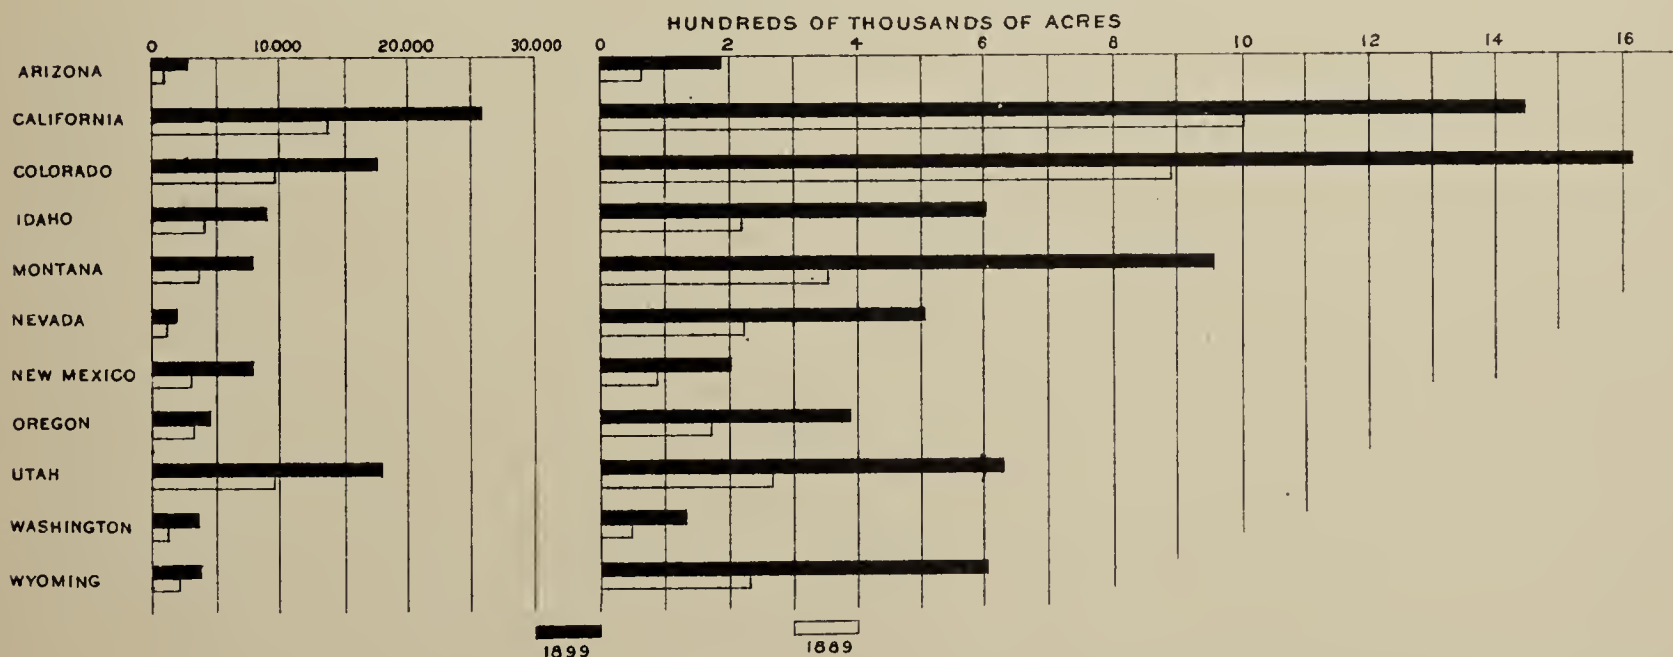 HUNDREDS OF THOUSANDS OF ACRES
0 10.000 20.000 30.000 0 2 4 6 8 10 12 14 16
ARIZONA
CALIFORNIA
COLORADO
IDAHO
MONTANA
NEVADA
NEW MEXICO
OREGON
UTAH
WASHINGTON
WYOMING
1899 1889